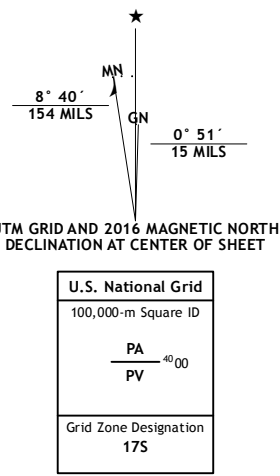 ★
MN
8° 40´
154 MILS
GN
0° 51´
15 MILS
UTM GRID AND 2016 MAGNETIC NORTH
DECLINATION AT CENTER OF SHEET
U.S. National Grid
100,000-m Square ID
PA
4000
PV
Grid Zone Designation
17S